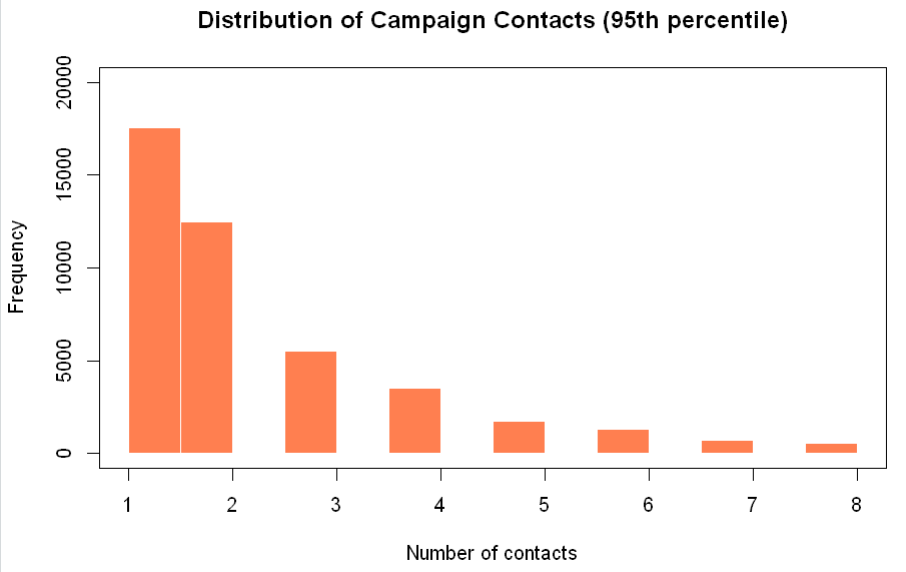 Distribution of Campaign Contacts (95th percentile)
20000
15000
10000
5000
0
Frequency
1 2 3 4 5 6 7 8
Number of contacts